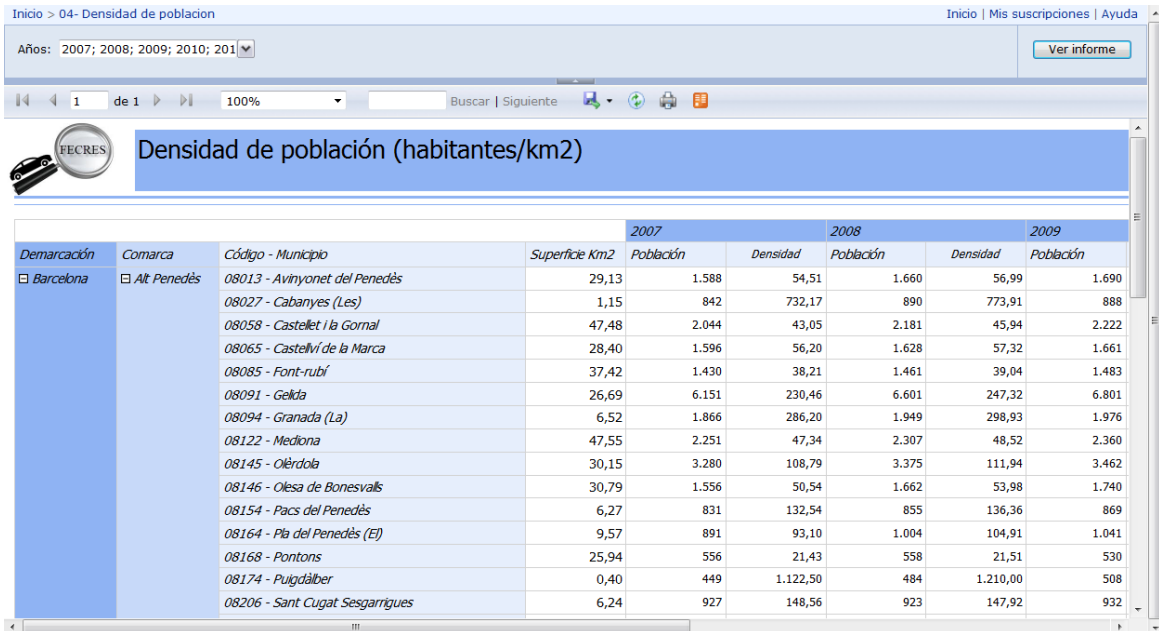 Inicio > 04- Densidad de poblacion Inicio | Mis suscripciones | Ayuda
Años: 2007; 2008; 2009; 2010; 201 Ver informe
1 de 1 100% Buscar | Siguiente
FECRES
Densidad de población (habitantes/km2)
2007 2008 2009
Demarcación Comarca Código - Municipio Superficie Km2 Población Densidad Población Densidad Población
Barcelona Alt Penedès 08013 - Avinyonet del Penedès 29,13 1.588 54,51 1.660 56,99 1.690
08027 - Cabanyes (Les) 1,15 842 732,17 890 773,91 888
08058 - Castellet i la Gornal 47,48 2.044 43,05 2.181 45,94 2.222
08065 - Castellví de la Marca 28,40 1.596 56,20 1.628 57,32 1.661
08085 - Font-rubí 37,42 1.430 38,21 1.461 39,04 1.483
08091 - Gelida 26,69 6.151 230,46 6.601 247,32 6.801
08094 - Granada (La) 6,52 1.866 286,20 1.949 298,93 1.976
08122 - Mediona 47,55 2.251 47,34 2.307 48,52 2.360
08145 - Olèrdola 30,15 3.280 108,79 3.375 111,94 3.462
08146 - Olesa de Bonesvalls 30,79 1.556 50,54 1.662 53,98 1.740
08154 - Pacs del Penedès 6,27 831 132,54 855 136,36 869
08164 - Pla del Penedès (El) 9,57 891 93,10 1.004 104,91 1.041
08168 - Pontons 25,94 556 21,43 558 21,51 530
08174 - Puigdàlber 0,40 449 1.122,50 484 1.210,00 508
08206 - Sant Cugat Sesgarrigues 6,24 927 148,56 923 147,92 932